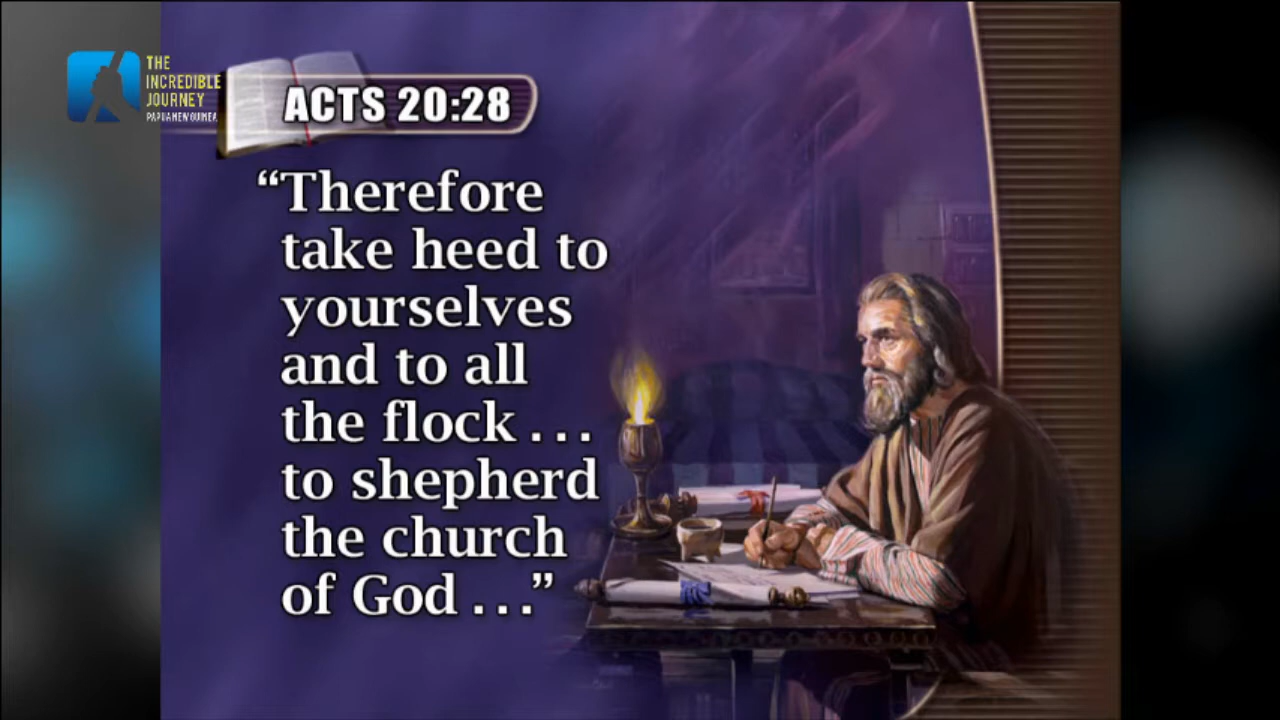 THE
INCREDIBLE
JOURNEY
PAPUA NEW GUINEA
ACTS 20:28
“Therefore
take heed to
yourselves
and to all
the flock . . .
to shepherd
the church
of God . . .”